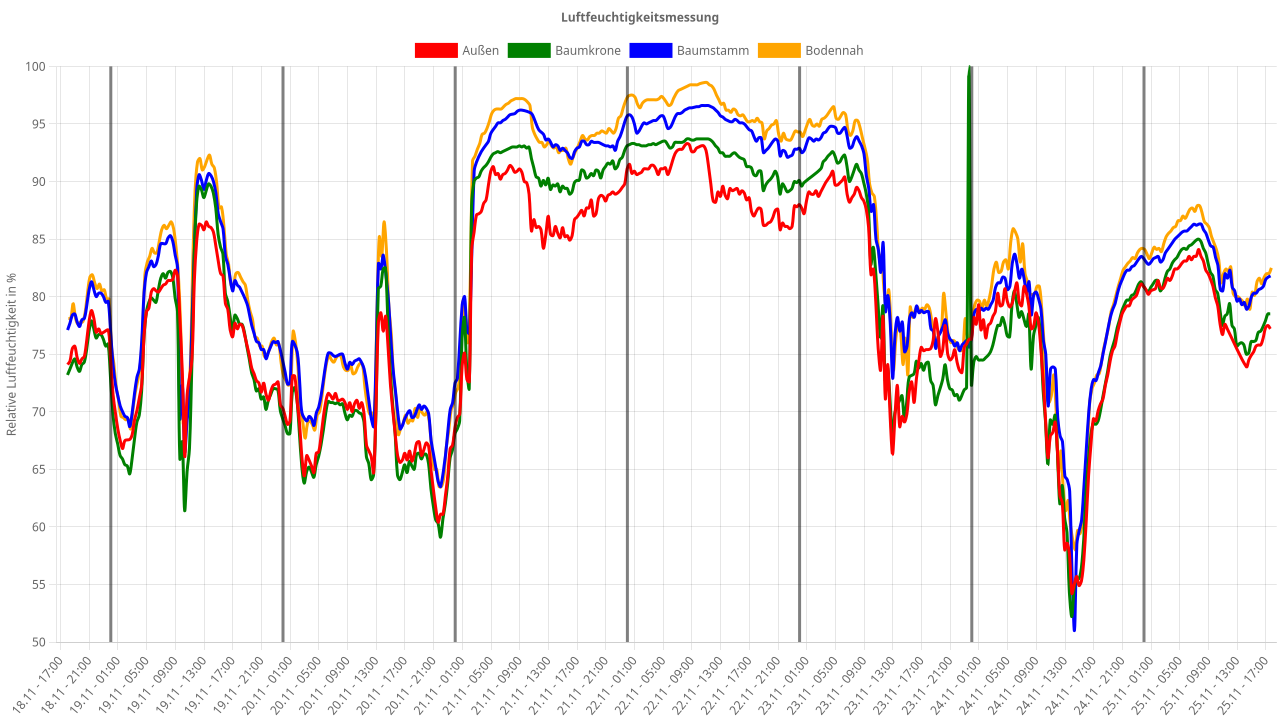 Luftfeuchtigkeitsmessung
Außen Baumkrone Baumstamm Bodennah
Relative Luftfeuchtigkeit in %
100
95
90
85
80
75
70
65
60
55
50
18.11 - 17:00
18.11 - 21:00
19.11 - 01:00
19.11 - 05:00
19.11 - 09:00
19.11 - 13:00
19.11 - 17:00
19.11 - 21:00
20.11 - 01:00
20.11 - 05:00
20.11 - 09:00
20.11 - 13:00
20.11 - 17:00
20.11 - 21:00
21.11 - 01:00
21.11 - 05:00
21.11 - 09:00
21.11 - 13:00
21.11 - 17:00
21.11 - 21:00
22.11 - 01:00
22.11 - 05:00
22.11 - 09:00
22.11 - 13:00
22.11 - 17:00
22.11 - 21:00
23.11 - 01:00
23.11 - 05:00
23.11 - 09:00
23.11 - 13:00
23.11 - 17:00
23.11 - 21:00
24.11 - 01:00
24.11 - 05:00
24.11 - 09:00
24.11 - 13:00
24.11 - 17:00
24.11 - 21:00
25.11 - 01:00
25.11 - 05:00
25.11 - 09:00
25.11 - 13:00
25.11 - 17:00